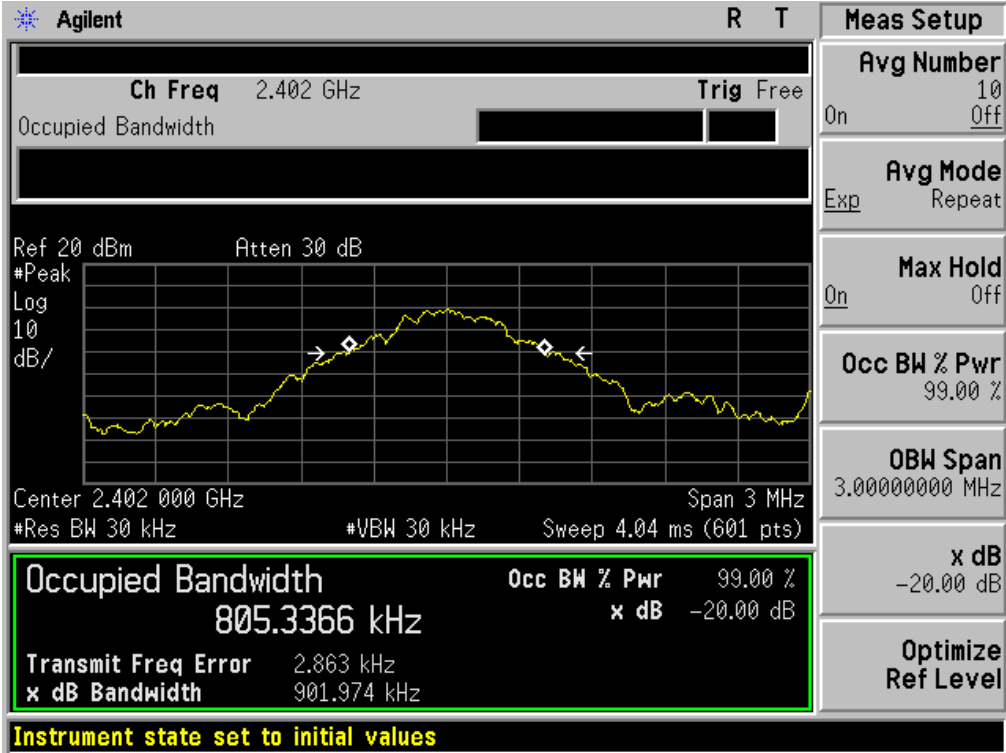 Agilent
R T
Ch Freq 2.402 GHz
Trig Free
Occupied Bandwidth
Ref 20 dBm
Atten 30 dB
#Peak
Log
10
dB/
Center 2.402 000 GHz
Span 3 MHz
#Res BW 30 kHz
#VBW 30 kHz
Sweep 4.04 ms (601 pts)
Occupied Bandwidth
805.3366 kHz
Occ BW % Pwr 99.00 %
x dB -20.00 dB
Transmit Freq Error 2.863 kHz
x dB Bandwidth 901.974 kHz
Instrument state set to initial values
Meas Setup
Avg Number
10
On Off
Avg Mode
Exp Repeat
Max Hold
On Off
Occ BW % Pwr
99.00 %
OBW Span
3.00000000 MHz
x dB
-20.00 dB
Optimize
Ref Level